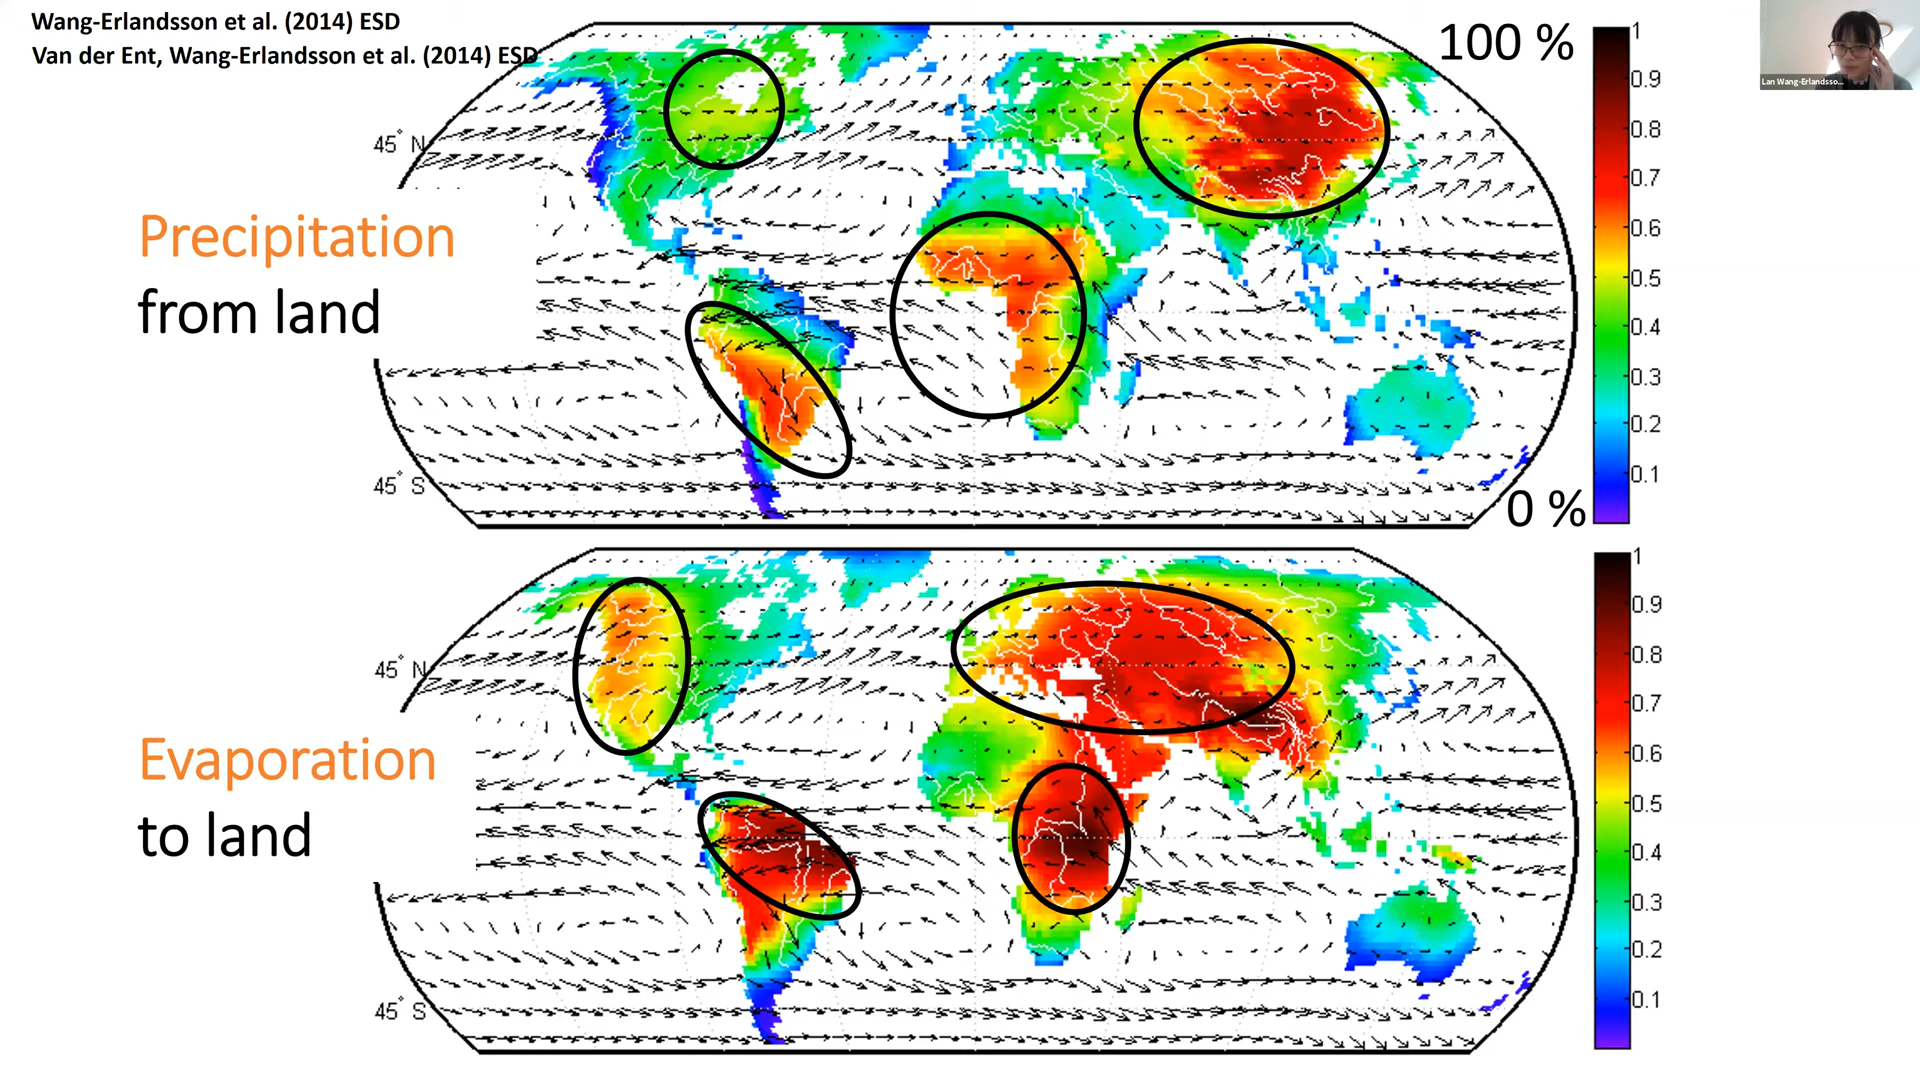 Wang-Erlandsson et al. (2014) ESD
Van der Ent, Wang-Erlandsson et al. (2014) ESD
100 %
1
0.9
0.8
0.7
0.6
0.5
0.4
0.3
0.2
0.1
0 %
45° N
45° S
Precipitation
from land
Lan Wang-Erlandsso...
1
0.9
0.8
0.7
0.6
0.5
0.4
0.3
0.2
0.1
45° N
45° S
Evaporation
to land